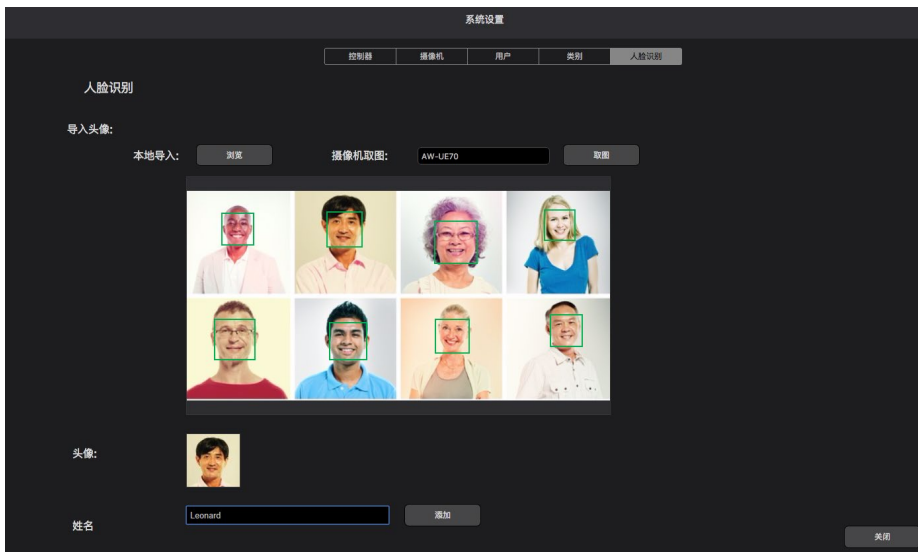 系统设置
控制器 摄像机 用户 类别 人脸识别
人脸识别
导入头像:
本地导入: 浏览 摄像机取图: AW-UE70 取图
头像:
姓名 Leonard 添加
关闭